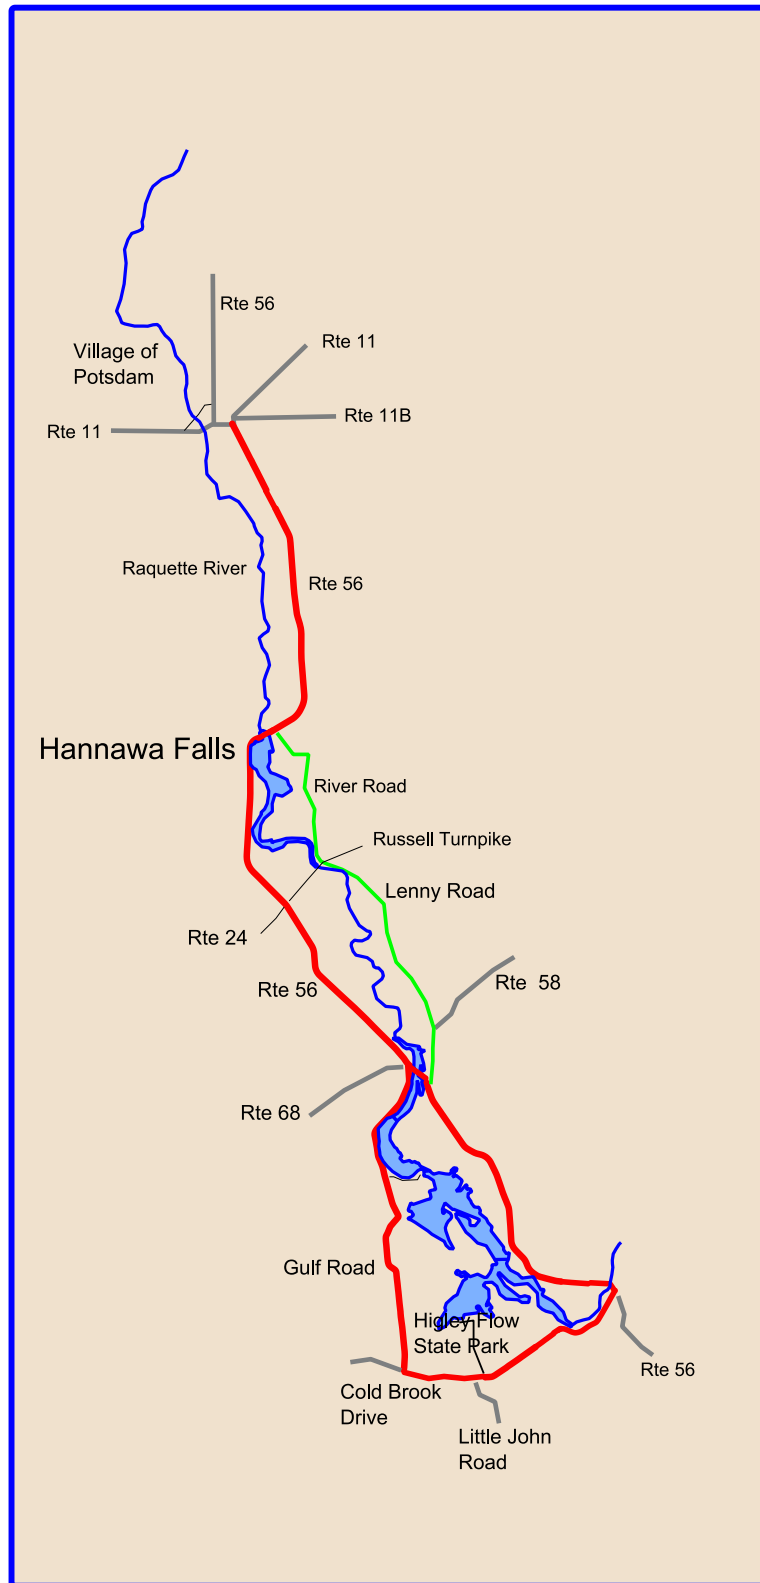 Rte 56
Rte 11
Village of
Potsdam
Rte 11B
Rte 11
Raquette River
Rte 56
Hannawa Falls
River Road
Russell Turnpike
Lenny Road
Rte 24
Rte 56
Rte  58
Rte 68
Gulf Road
Higley Flow
State Park
Rte 56
Cold Brook
Drive
Little John
Road